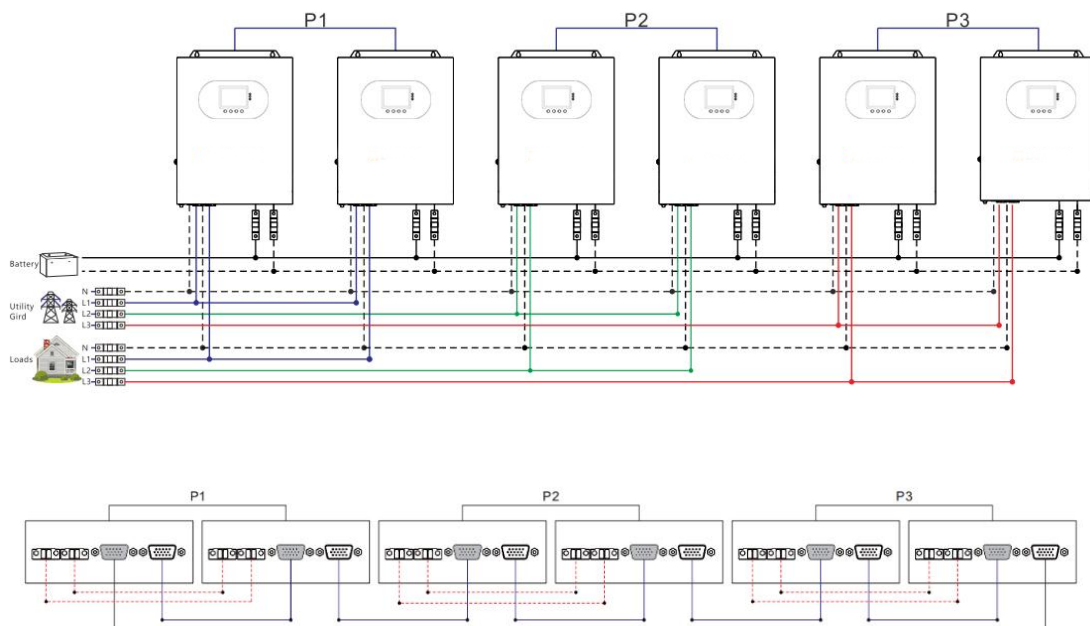 P1
P2
P3
Battery
Utility
Gird
N
L1
L2
L3
Loads
N
L1
L2
L3
P1
P2
P3